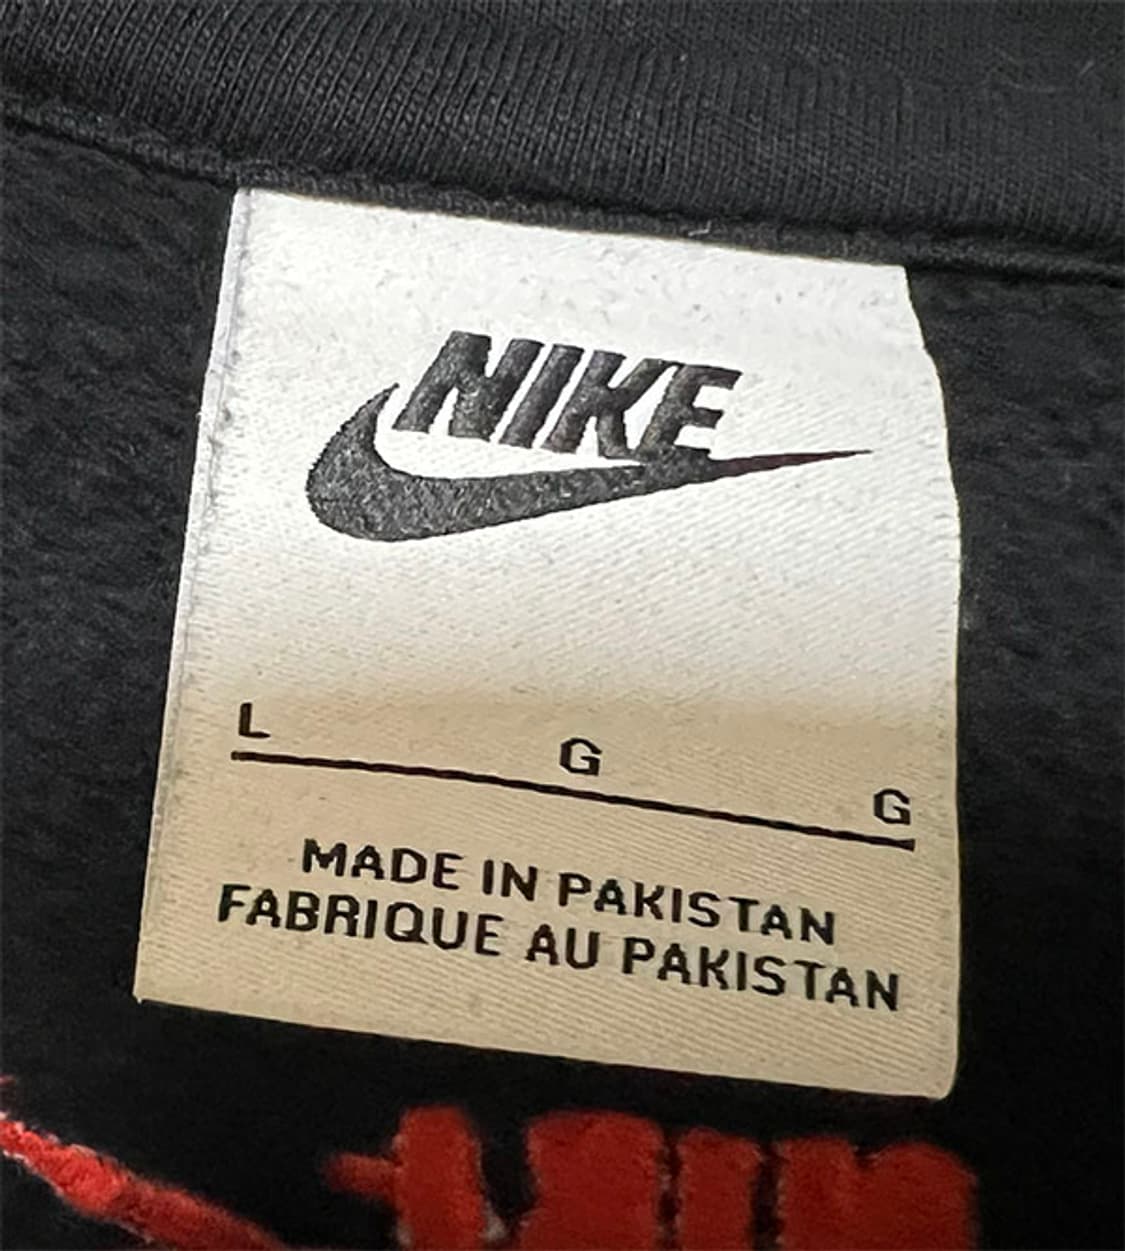 NIKE
L G G
MADE IN PAKISTAN
FABRIQUE AU PAKISTAN